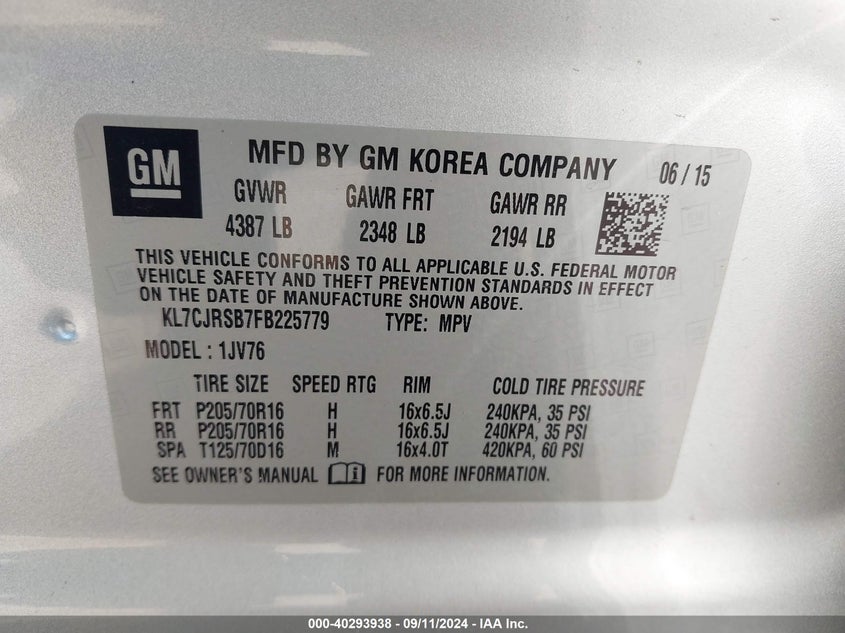 GM
MFD BY GM KOREA COMPANY 06 / 15
GVWR GAWR FRT GAWR RR
4387 LB 2348 LB 2194 LB
THIS VEHICLE CONFORMS TO ALL APPLICABLE U.S. FEDERAL MOTOR
VEHICLE SAFETY AND THEFT PREVENTION STANDARDS IN EFFECT
ON THE DATE OF MANUFACTURE SHOWN ABOVE.
KL7CJRSB7FB225779 TYPE: MPV
MODEL : 1JV76
TIRE SIZE SPEED RTG RIM COLD TIRE PRESSURE
FRT P205/70R16 H 16x6.5J 240KPA, 35 PSI
RR P205/70R16 H 16x6.5J 240KPA, 35 PSI
SPA T125/70D16 M 16x4.0T 420KPA, 60 PSI
SEE OWNER'S MANUAL i FOR MORE INFORMATION.
000-40293938 - 09/11/2024 - IAA Inc.